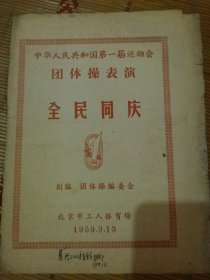 中华人民共和国第一届运动会
团体操表演
全民同庆
创编 团体操编委会
北京市工人体育场
1959.9.13